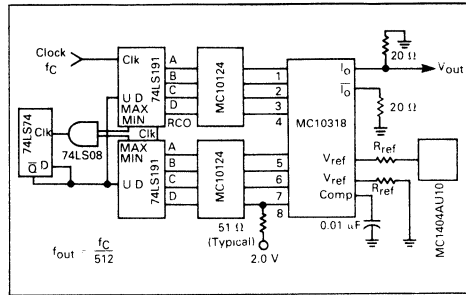 Clock
fC
Clk
74LS191
A
B
C
D
U D
MAX
MIN
RCO
MC10124
1
2
3
4
MC10318
IO
IO
20 Ω
Vout
20 Ω
74LS74
Clk
Q D
74LS08
Clk
MAX
MIN
U D
74LS191
A
B
C
D
MC10124
5
6
7
8
Vref
Rref
Vref
Rref
Comp
MC1404AU10
0.01 uF
51 Ω
(Typical)
2.0 V
fout = fC
512